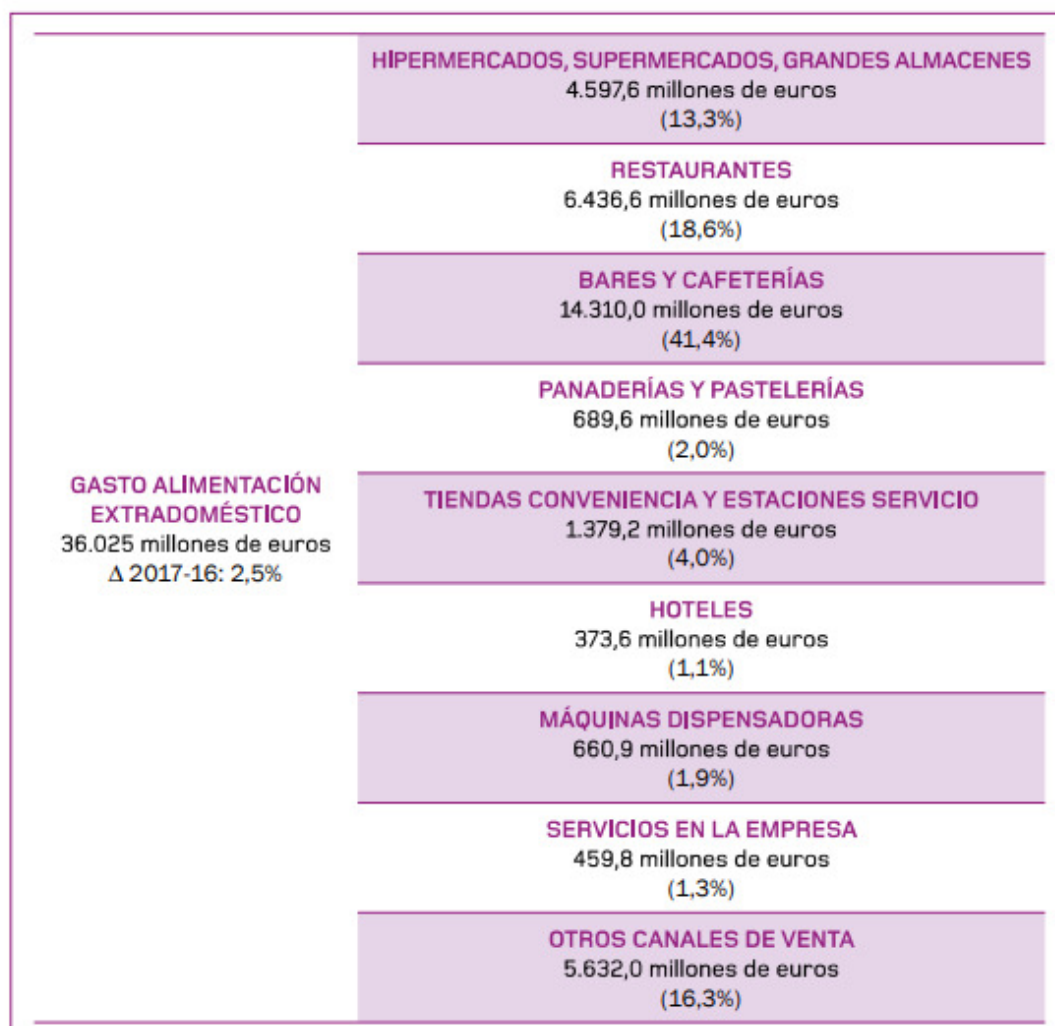 HIPERMERCADOS, SUPERMERCADOS, GRANDES ALMACENES
4.597,6 millones de euros
(13,3%)
RESTAURANTES
6.436,6 millones de euros
(18,6%)
BARES Y CAFETERÍAS
14.310,0 millones de euros
(41,4%)
PANADERÍAS Y PASTELERÍAS
689,6 millones de euros
(2,0%)
GASTO ALIMENTACIÓN
EXTRADOMÉSTICO
36.025 millones de euros
Δ 2017-16: 2,5%
TIENDAS CONVENIENCIA Y ESTACIONES SERVICIO
1.379,2 millones de euros
(4,0%)
HOTELES
373,6 millones de euros
(1,1%)
MÁQUINAS DISPENSADORAS
660,9 millones de euros
(1,9%)
SERVICIOS EN LA EMPRESA
459,8 millones de euros
(1,3%)
OTROS CANALES DE VENTA
5.632,0 millones de euros
(16,3%)